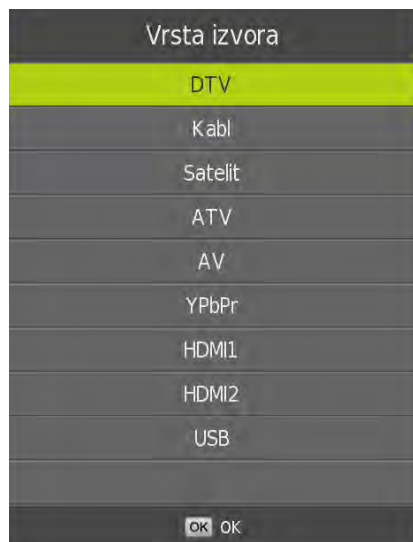 Vrsta izvora
DTV
Kabl
Satelit
ATV
AV
YPbPr
HDMI1
HDMI2
USB
OK OK